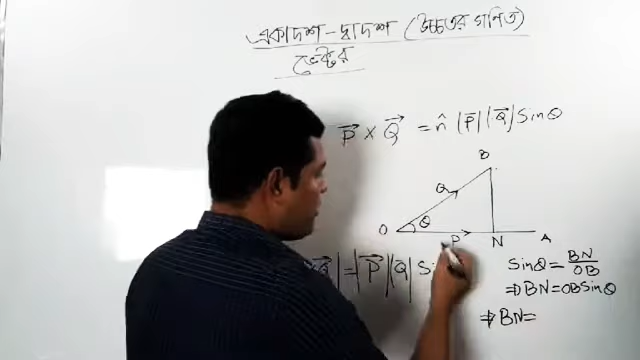 একাদশ-দ্বাদশ (উচ্চতর গণিত)
ভেক্টর
P⃗ × Q⃗ = n̂ |P⃗||Q⃗| Sinθ
B
Q
O θ
P N A
Q⃗| = |P⃗||Q⃗| S
Sinθ = BN/OB
⇒ BN = OB Sinθ
⇒ BN =